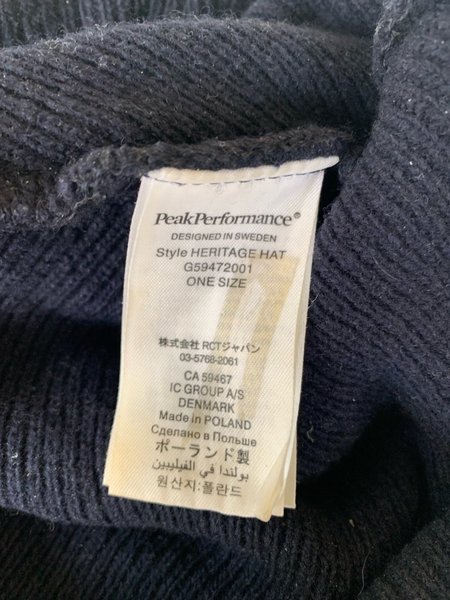 PeakPerformance®
DESIGNED IN SWEDEN
Style HERITAGE HAT
G59472001
ONE SIZE
株式会社 RCTジャパン
03-5768-2061
CA 59467
IC GROUP A/S
DENMARK
Made in POLAND
Сделано в Польше
ポーランド製
بولندا في الفيليبين
원산지:폴란드